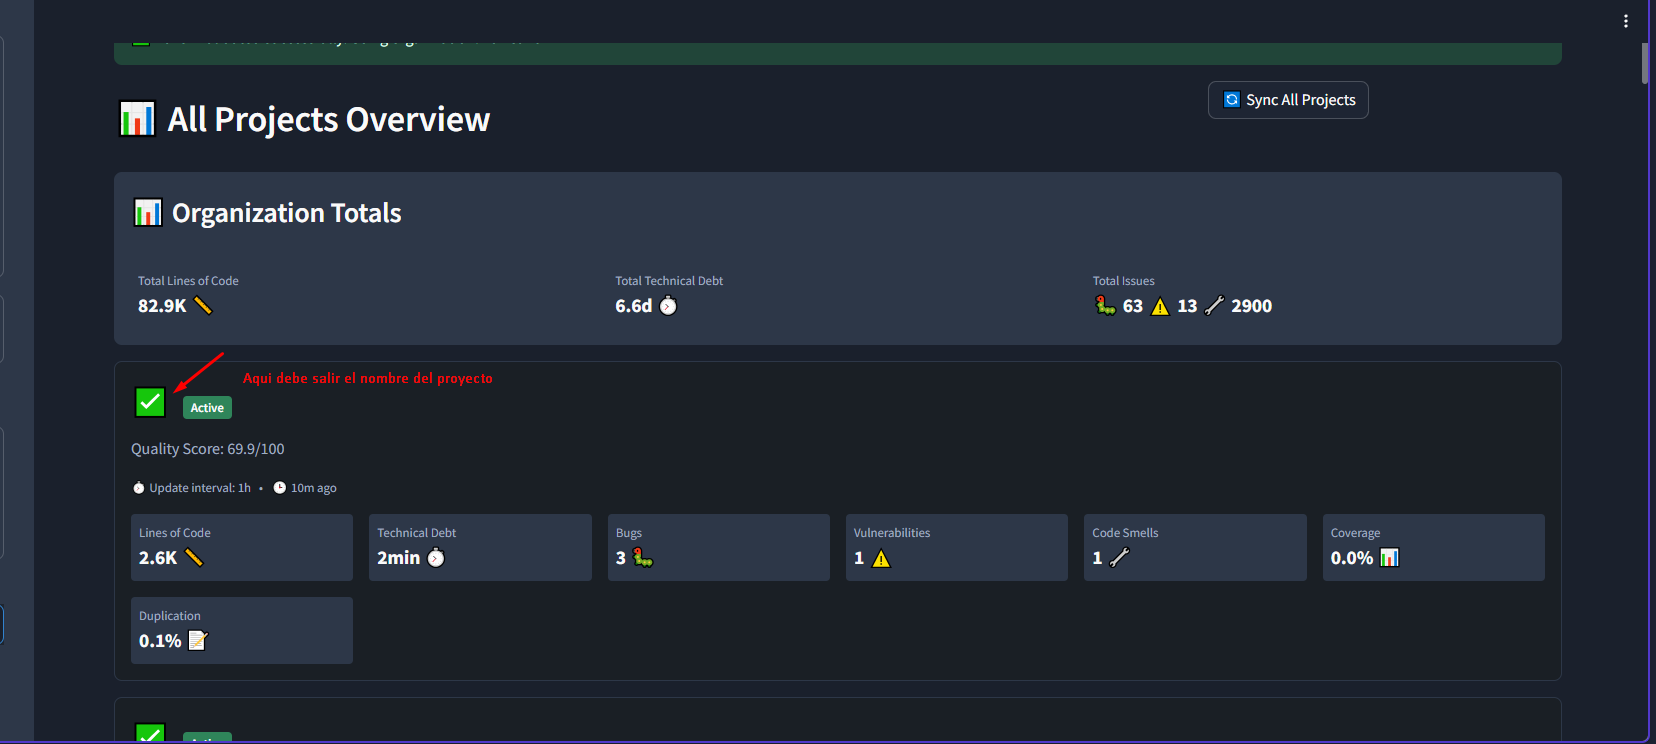 Sync All Projects
All Projects Overview
Organization Totals
Total Lines of Code
82.9K
Total Technical Debt
6.6d
Total Issues
63 13 2900
Aqui debe salir el nombre del proyecto
Active
Quality Score: 69.9/100
Update interval: 1h • 10m ago
Lines of Code
2.6K
Technical Debt
2min
Bugs
3
Vulnerabilities
1
Code Smells
1
Coverage
0.0%
Duplication
0.1%